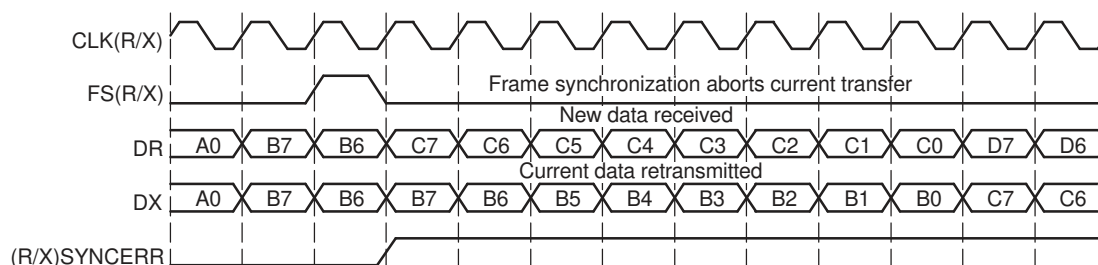 CLK(R/X)
FS(R/X) Frame synchronization aborts current transfer
New data received
DR A0 B7 B6 C7 C6 C5 C4 C3 C2 C1 C0 D7 D6
Current data retransmitted
DX A0 B7 B6 B7 B6 B5 B4 B3 B2 B1 B0 C7 C6
(R/X)SYNCERR